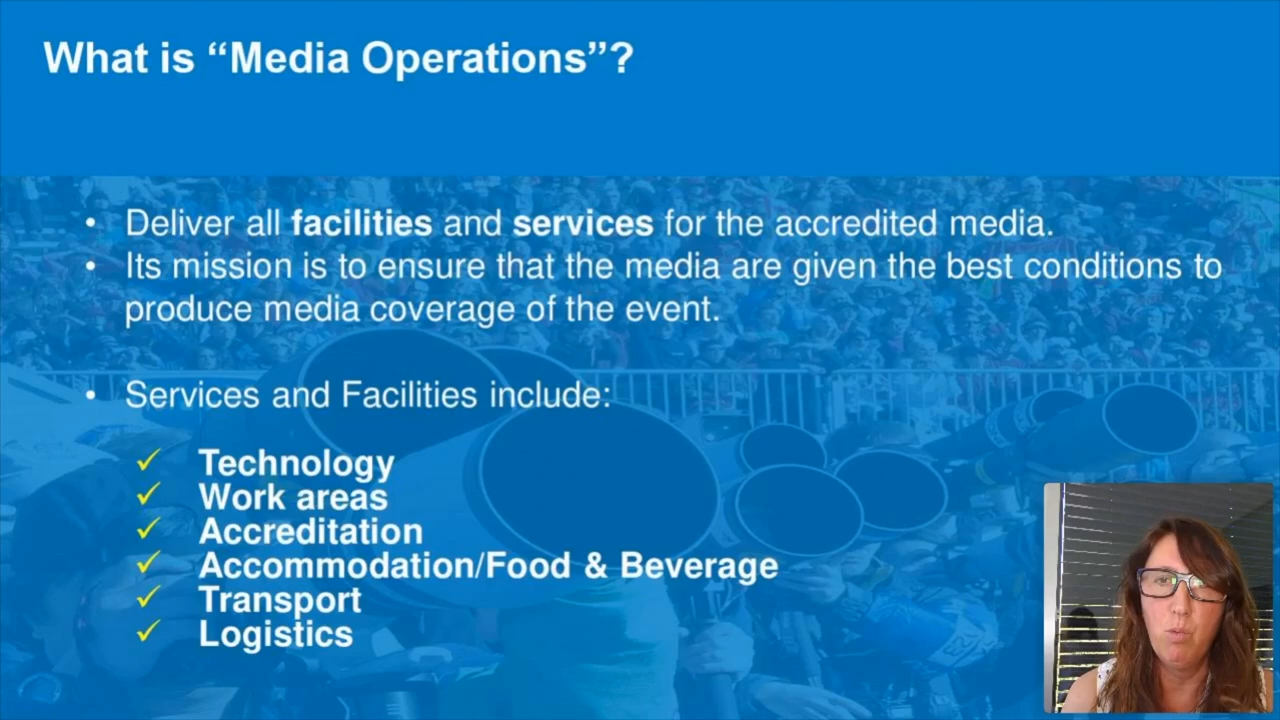 What is “Media Operations”?
• Deliver all facilities and services for the accredited media.
• Its mission is to ensure that the media are given the best conditions to
produce media coverage of the event.
• Services and Facilities include:
✓ Technology
✓ Work areas
✓ Accreditation
✓ Accommodation/Food & Beverage
✓ Transport
✓ Logistics